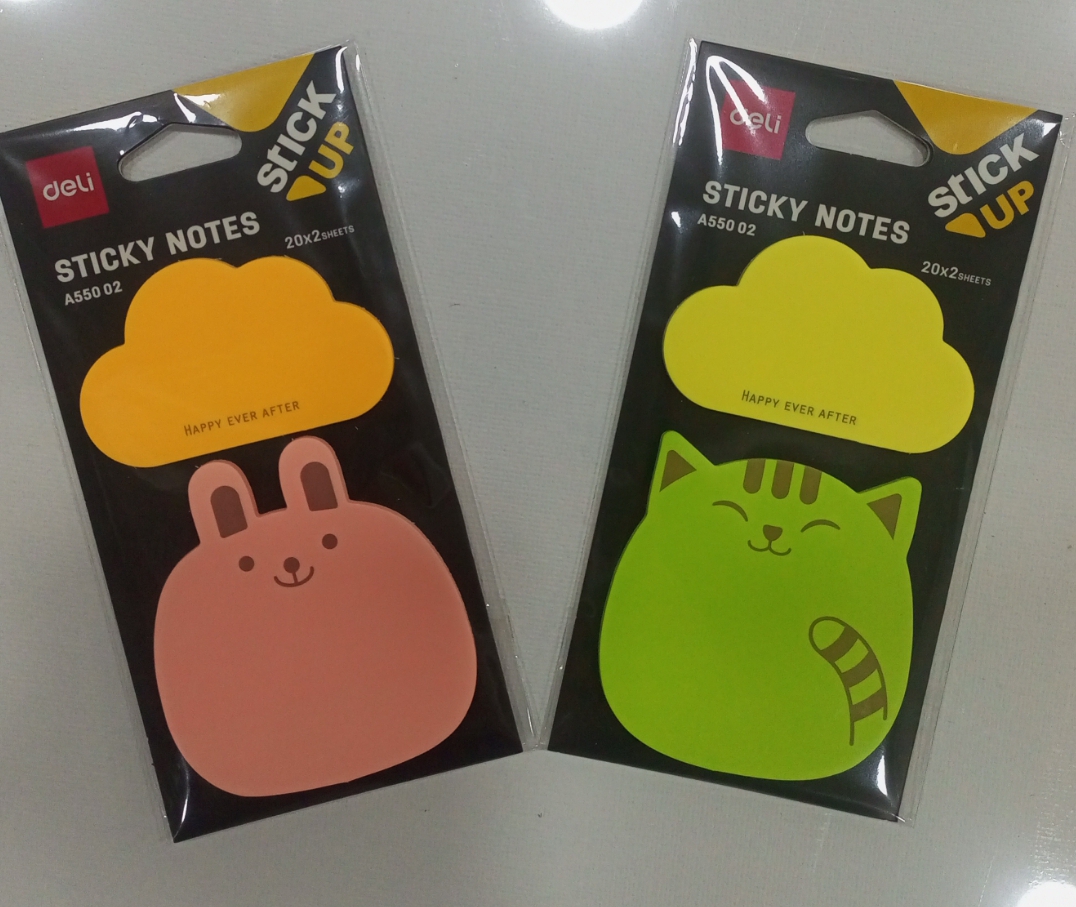 deli
StICK
UP
STICKY NOTES
A550 02
20x2SHEETS
HAPPY EVER AFTER
deli
StICK
UP
STICKY NOTES
A550 02
20x2SHEETS
HAPPY EVER AFTER